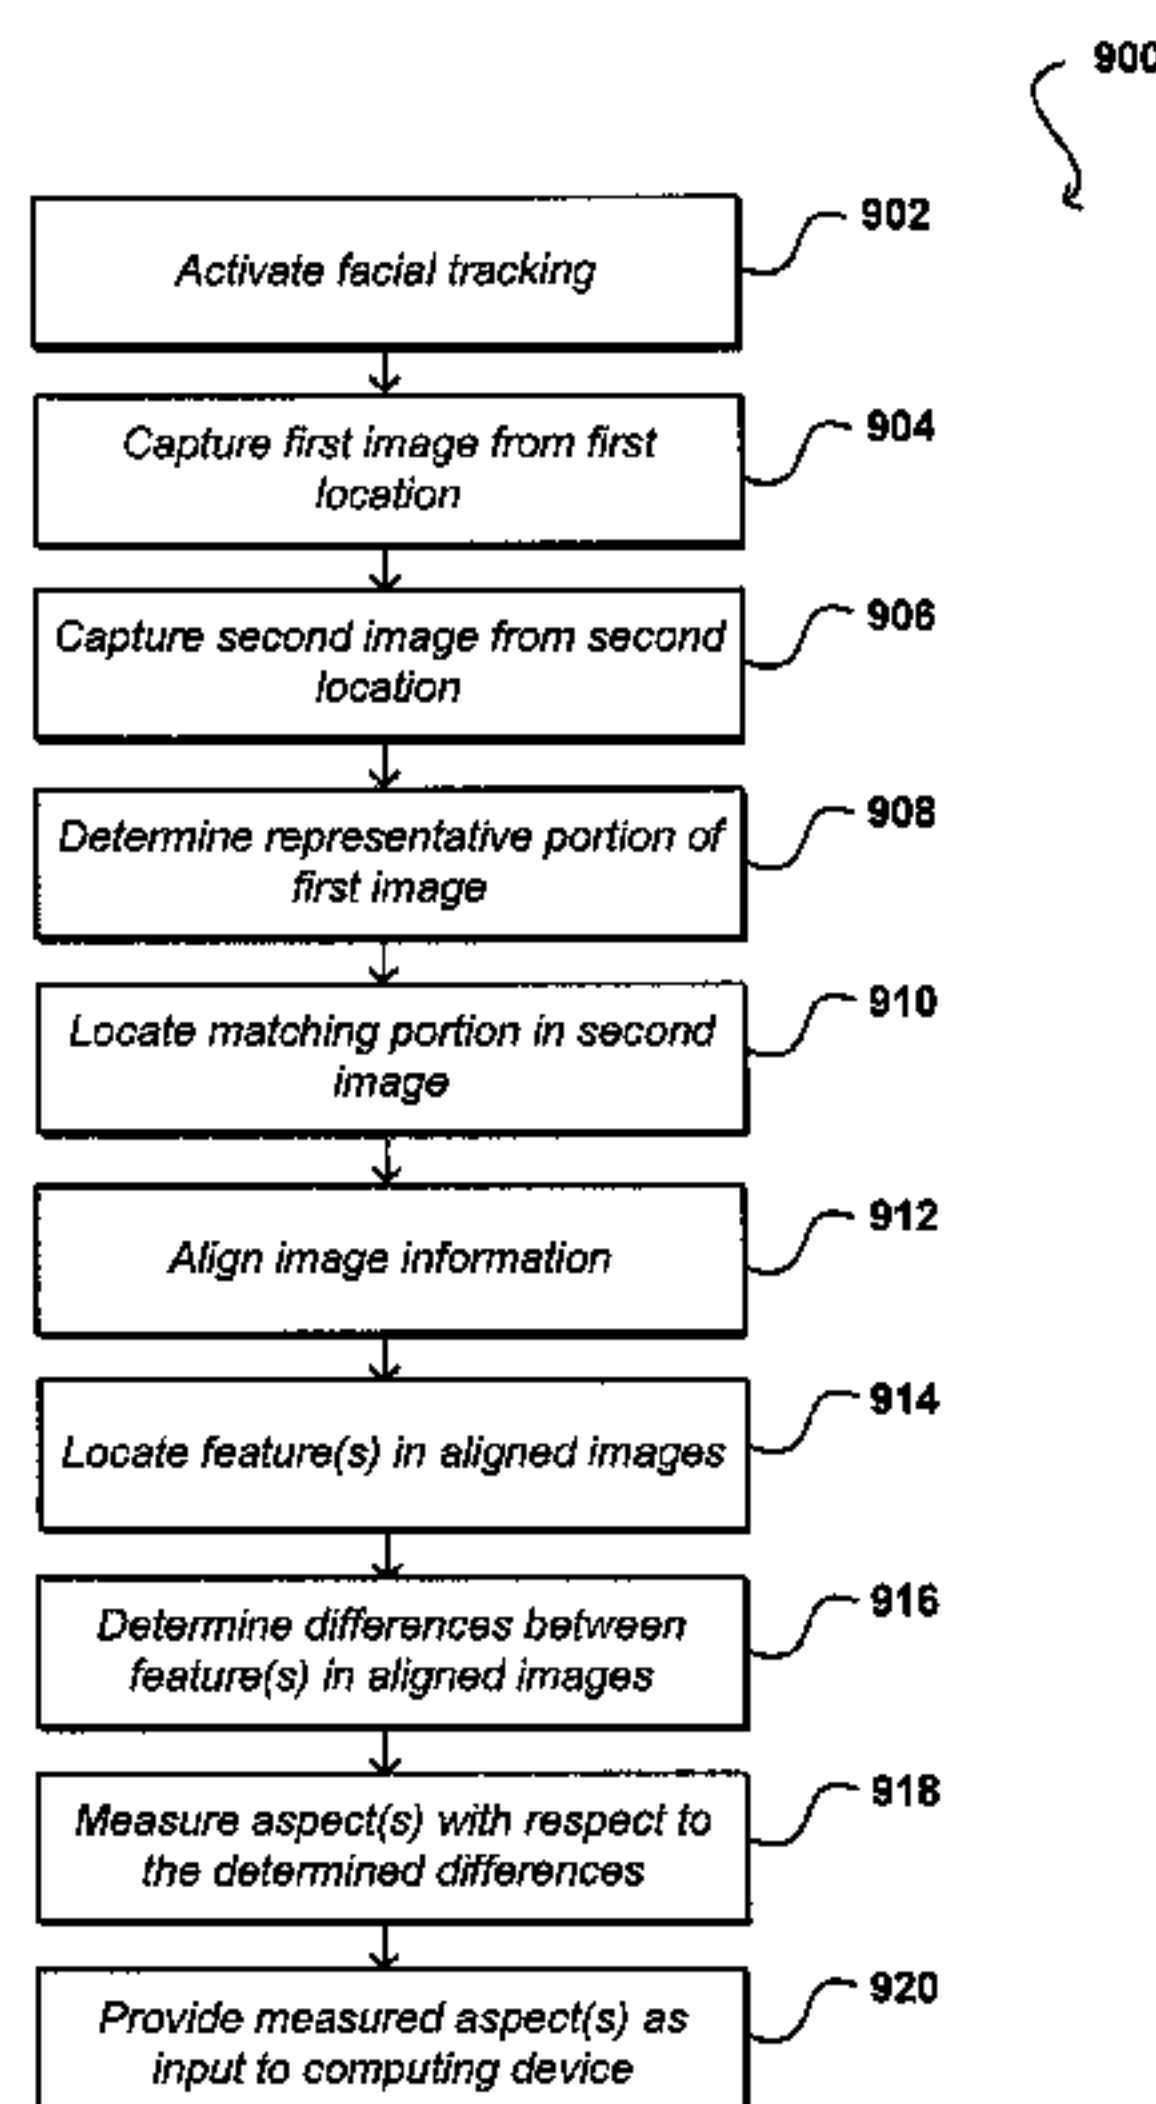 900
Activate facial tracking
902
Capture first image from first
location
904
Capture second image from second
location
906
Determine representative portion of
first image
908
Locate matching portion in second
image
910
Align image information
912
Locate feature(s) in aligned images
914
Determine differences between
feature(s) in aligned images
916
Measure aspect(s) with respect to
the determined differences
918
Provide measured aspect(s) as
input to computing device
920